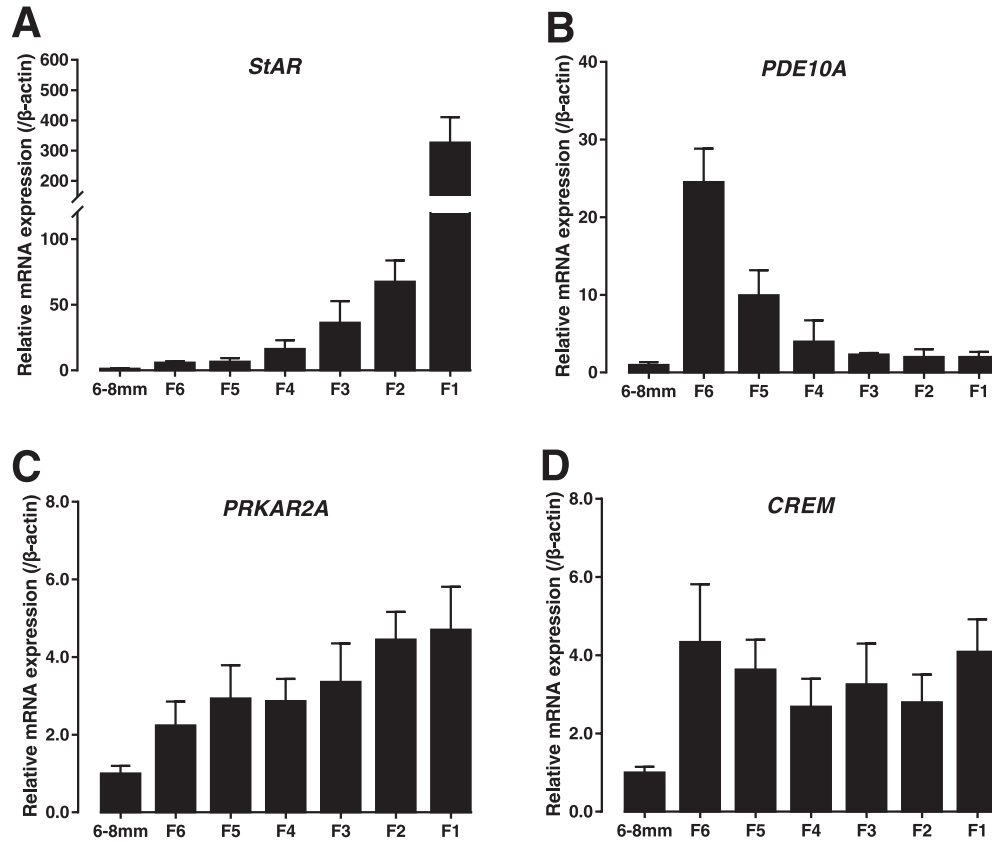 A
StAR
Relative mRNA expression (/β-actin)
600
500
400
300
200
100
50
0
6-8mm F6 F5 F4 F3 F2 F1
B
PDE10A
Relative mRNA expression (/β-actin)
40
30
20
10
0
6-8mm F6 F5 F4 F3 F2 F1
C
PRKAR2A
Relative mRNA expression (/β-actin)
8.0
6.0
4.0
2.0
0.0
6-8mm F6 F5 F4 F3 F2 F1
D
CREM
Relative mRNA expression (/β-actin)
8.0
6.0
4.0
2.0
0.0
6-8mm F6 F5 F4 F3 F2 F1